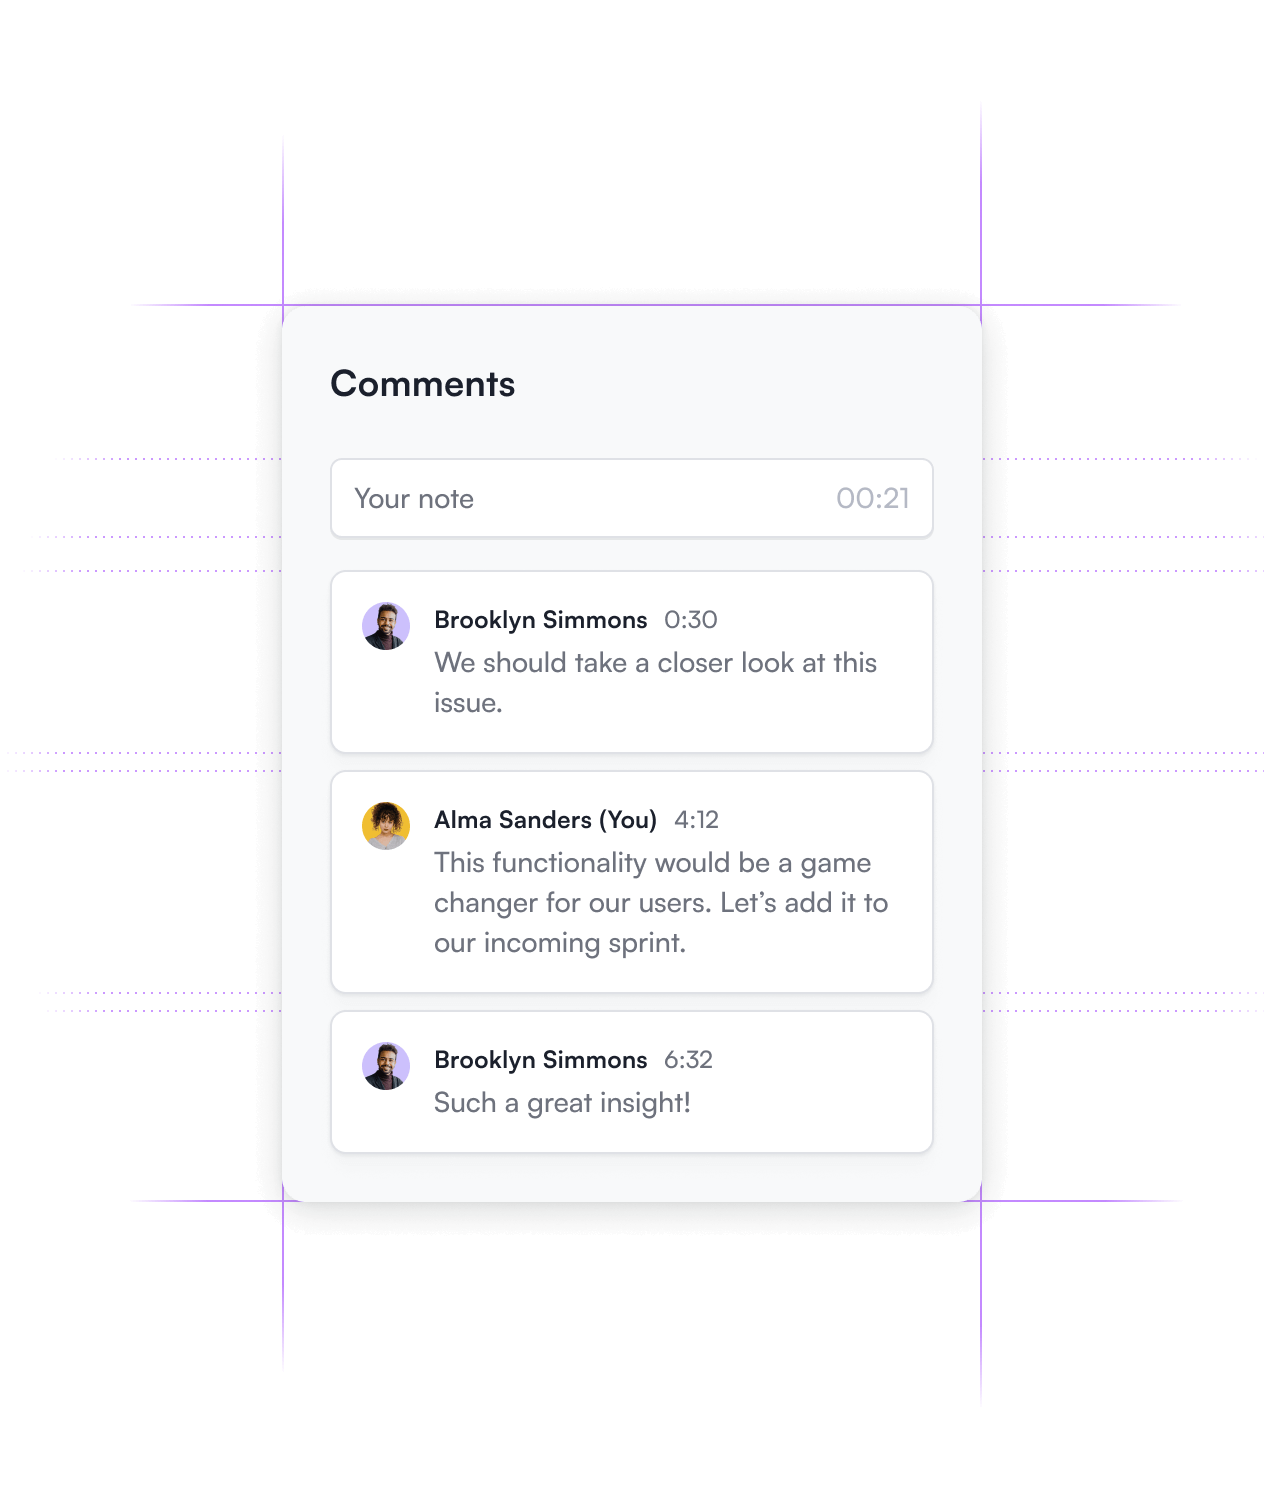 Comments
Your note 00:21
Brooklyn Simmons 0:30
We should take a closer look at this
issue.
Alma Sanders (You) 4:12
This functionality would be a game
changer for our users. Let’s add it to
our incoming sprint.
Brooklyn Simmons 6:32
Such a great insight!